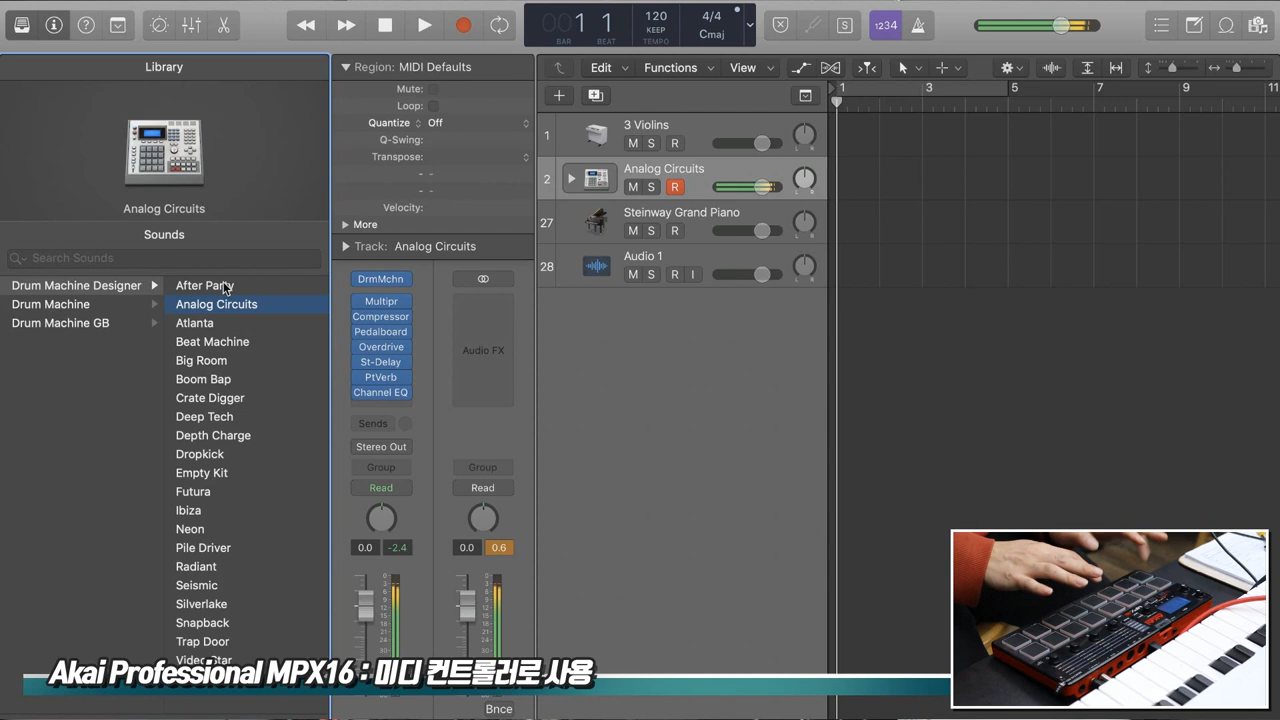 1 1
BAR BEAT
120
KEEP
TEMPO
4/4
Cmaj
S
1234
Library
Analog Circuits
Sounds
Search Sounds
Drum Machine Designer
Drum Machine
Drum Machine GB
After Party
Analog Circuits
Atlanta
Beat Machine
Big Room
Boom Bap
Crate Digger
Deep Tech
Depth Charge
Dropkick
Empty Kit
Futura
Ibiza
Neon
Pile Driver
Radiant
Seismic
Silverlake
Snapback
Trap Door
Region: MIDI Defaults
Mute:
Loop:
Quantize Off
Q-Swing:
Transpose:
Velocity:
More
Track: Analog Circuits
DrmMchn
Multipr
Compressor
Pedalboard
Overdrive
St-Delay
PtVerb
Channel EQ
Sends
Stereo Out
Group
Read
0.0 -2.4
Audio FX
Group
Read
0.0 0.6
Bnce
Edit Functions View
1 3 5 7 9 11
1 3 Violins
M S R
2 Analog Circuits
M S R
27 Steinway Grand Piano
M S R
28 Audio 1
M S R I
Akai Professional MPX16 : 미디 컨트롤러로 사용